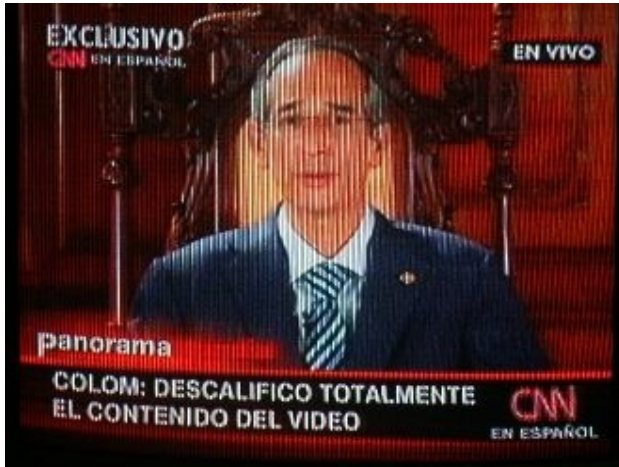 EXCLUSIVO
CNN EN ESPAÑOL
EN VIVO
panorama
COLOM: DESCALIFICO TOTALMENTE
EL CONTENIDO DEL VIDEO
CNN
EN ESPAÑOL